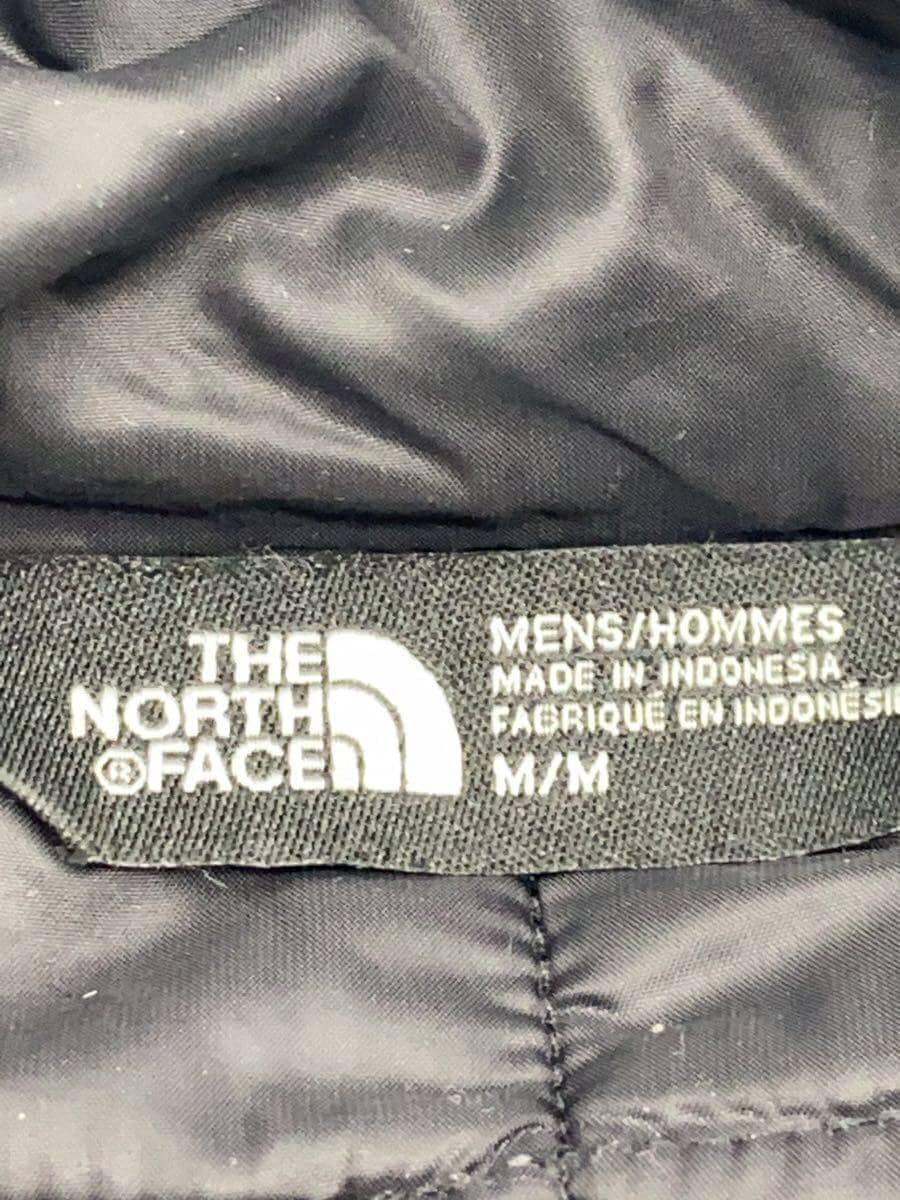 THE
NORTH
®FACE
MENS/HOMMES
MADE IN INDONESIA
FABRIQUÉ EN INDONÉSIE
M/M